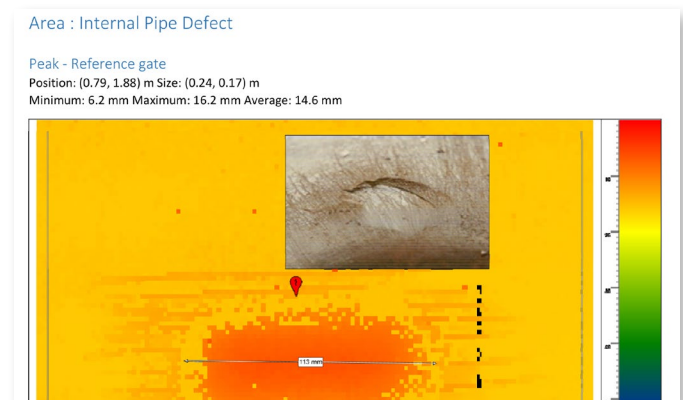 Area : Internal Pipe Defect
Peak - Reference gate
Position: (0.79, 1.88) m Size: (0.24, 0.17) m
Minimum: 6.2 mm Maximum: 16.2 mm Average: 14.6 mm
113 mm